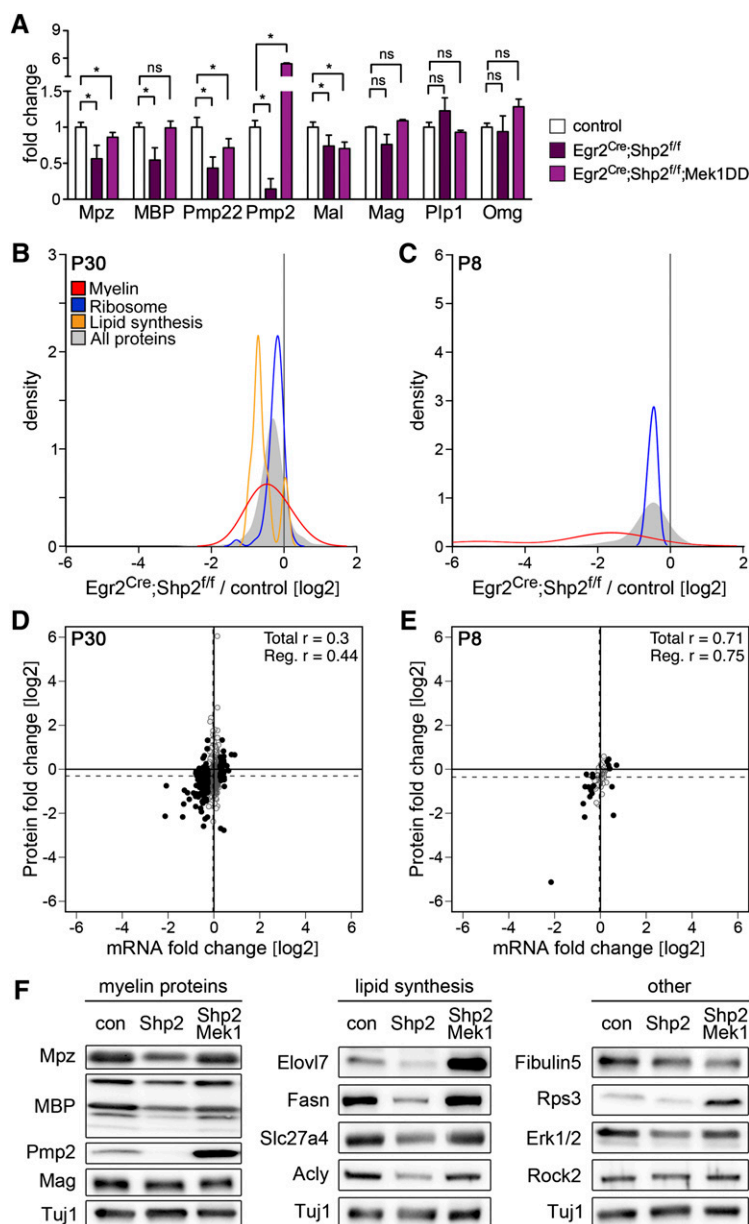 A
fold change
9
6
3
1
0.5
0
* ns * * * ns ns ns
* * * * * ns ns ns
Mpz MBP Pmp22 Pmp2 Mal Mag Plp1 Omg
control
Egr2Cre;Shp2f/f
Egr2Cre;Shp2f/f;Mek1DD
B
P30
Myelin
Ribosome
Lipid synthesis
All proteins
density
3
2
1
0
-6 -4 -2 0 2
Egr2Cre;Shp2f/f / control [log2]
C
P8
density
6
5
4
3
2
1
0
-6 -4 -2 0 2
Egr2Cre;Shp2f/f / control [log2]
D
P30
Total r = 0.3
Reg. r = 0.44
Protein fold change [log2]
6
4
2
0
-2
-4
-6
-6 -4 -2 0 2 4 6
mRNA fold change [log2]
E
P8
Total r = 0.71
Reg. r = 0.75
Protein fold change [log2]
6
4
2
0
-2
-4
-6
-6 -4 -2 0 2 4 6
mRNA fold change [log2]
F
myelin proteins
con Shp2 Shp2 Mek1
Mpz
MBP
Pmp2
Mag
Tuj1
lipid synthesis
con Shp2 Shp2 Mek1
Elovl7
Fasn
Slc27a4
Acly
Tuj1
other
con Shp2 Shp2 Mek1
Fibulin5
Rps3
Erk1/2
Rock2
Tuj1